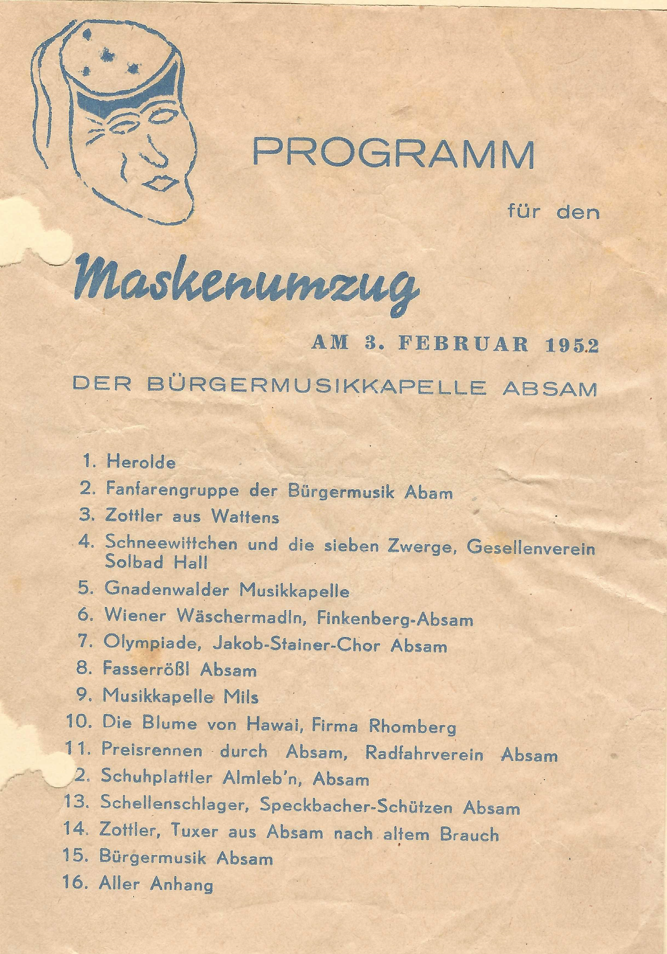 PROGRAMM
für den
Maskenumzug
AM 3. FEBRUAR 1952
DER BÜRGERMUSIKKAPELLE ABSAM
1. Herolde
2. Fanfarengruppe der Bürgermusik Abam
3. Zottler aus Wattens
4. Schneewittchen und die sieben Zwerge, Gesellenverein
Solbad Hall
5. Gnadenwalder Musikkapelle
6. Wiener Wäschermadln, Finkenberg-Absam
7. Olympiade, Jakob-Stainer-Chor Absam
8. Fasserrößl Absam
9. Musikkapelle Mils
10. Die Blume von Hawai, Firma Rhomberg
11. Preisrennen durch Absam, Radfahrverein Absam
2. Schuhplattler Almleb'n, Absam
13. Schellenschlager, Speckbacher-Schützen Absam
14. Zottler, Tuxer aus Absam nach altem Brauch
15. Bürgermusik Absam
16. Aller Anhang